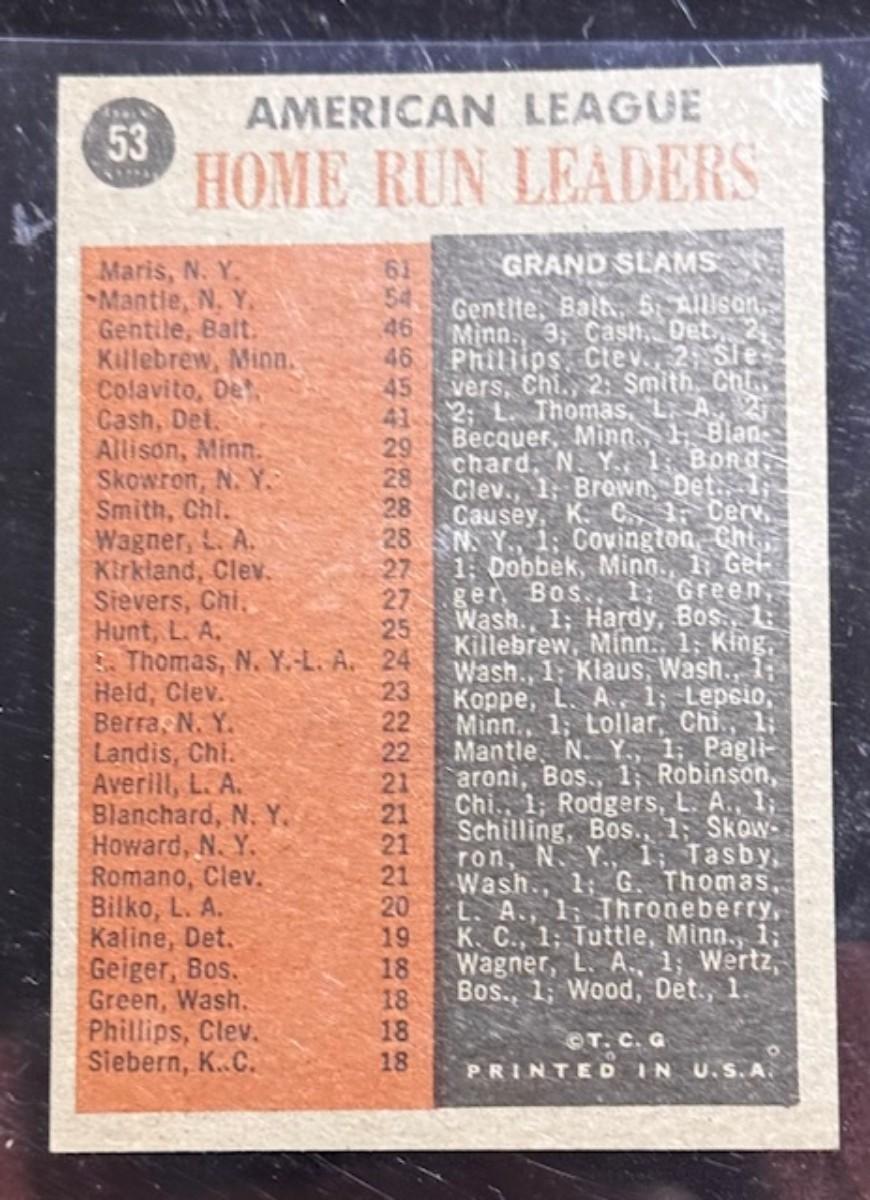 53
AMERICAN LEAGUE
HOME RUN LEADERS
Maris, N. Y. 61
Mantle, N. Y. 54
Gentile, Balt. 46
Killebrew, Minn. 46
Colavito, Det. 45
Cash, Det. 41
Allison, Minn. 29
Skowron, N. Y. 28
Smith, Chi. 28
Wagner, L. A. 28
Kirkland, Clev. 27
Sievers, Chi. 27
Hunt, L. A. 25
L. Thomas, N. Y.-L. A. 24
Held, Clev. 23
Berra, N. Y. 22
Landis, Chi. 22
Averill, L. A. 21
Blanchard, N. Y. 21
Howard, N. Y. 21
Romano, Clev. 21
Bilko, L. A. 20
Kaline, Det. 19
Geiger, Bos. 18
Green, Wash. 18
Phillips, Clev. 18
Siebern, K. C. 18
GRAND SLAMS
Gentile, Balt., 5; Allison,
Minn., 3; Cash, Det., 2;
Phillips, Clev., 2; Sie-
vers, Chi., 2; Smith, Chi.,
2; L. Thomas, L. A., 2;
Becquer, Minn., 1; Blan-
chard, N. Y., 1; Bond,
Clev., 1; Brown, Det., 1;
Causey, K. C., 1; Cerv,
N. Y., 1; Covington, Chi.,
1; Dobbek, Minn., 1; Gei-
ger, Bos., 1; Green,
Wash., 1; Hardy, Bos., 1;
Killebrew, Minn., 1; King,
Wash., 1; Klaus, Wash., 1;
Koppe, L. A., 1; Lepcio,
Minn., 1; Lollar, Chi., 1;
Mantle, N. Y., 1; Pagli-
aroni, Bos., 1; Robinson,
Chi., 1; Rodgers, L. A., 1;
Schilling, Bos., 1; Skow-
ron, N. Y., 1; Tasby,
Wash., 1; G. Thomas,
L. A., 1; Throneberry,
K. C., 1; Tuttle, Minn., 1;
Wagner, L. A., 1; Wertz,
Bos., 1; Wood, Det., 1.
©T. C. G
PRINTED IN U.S.A.